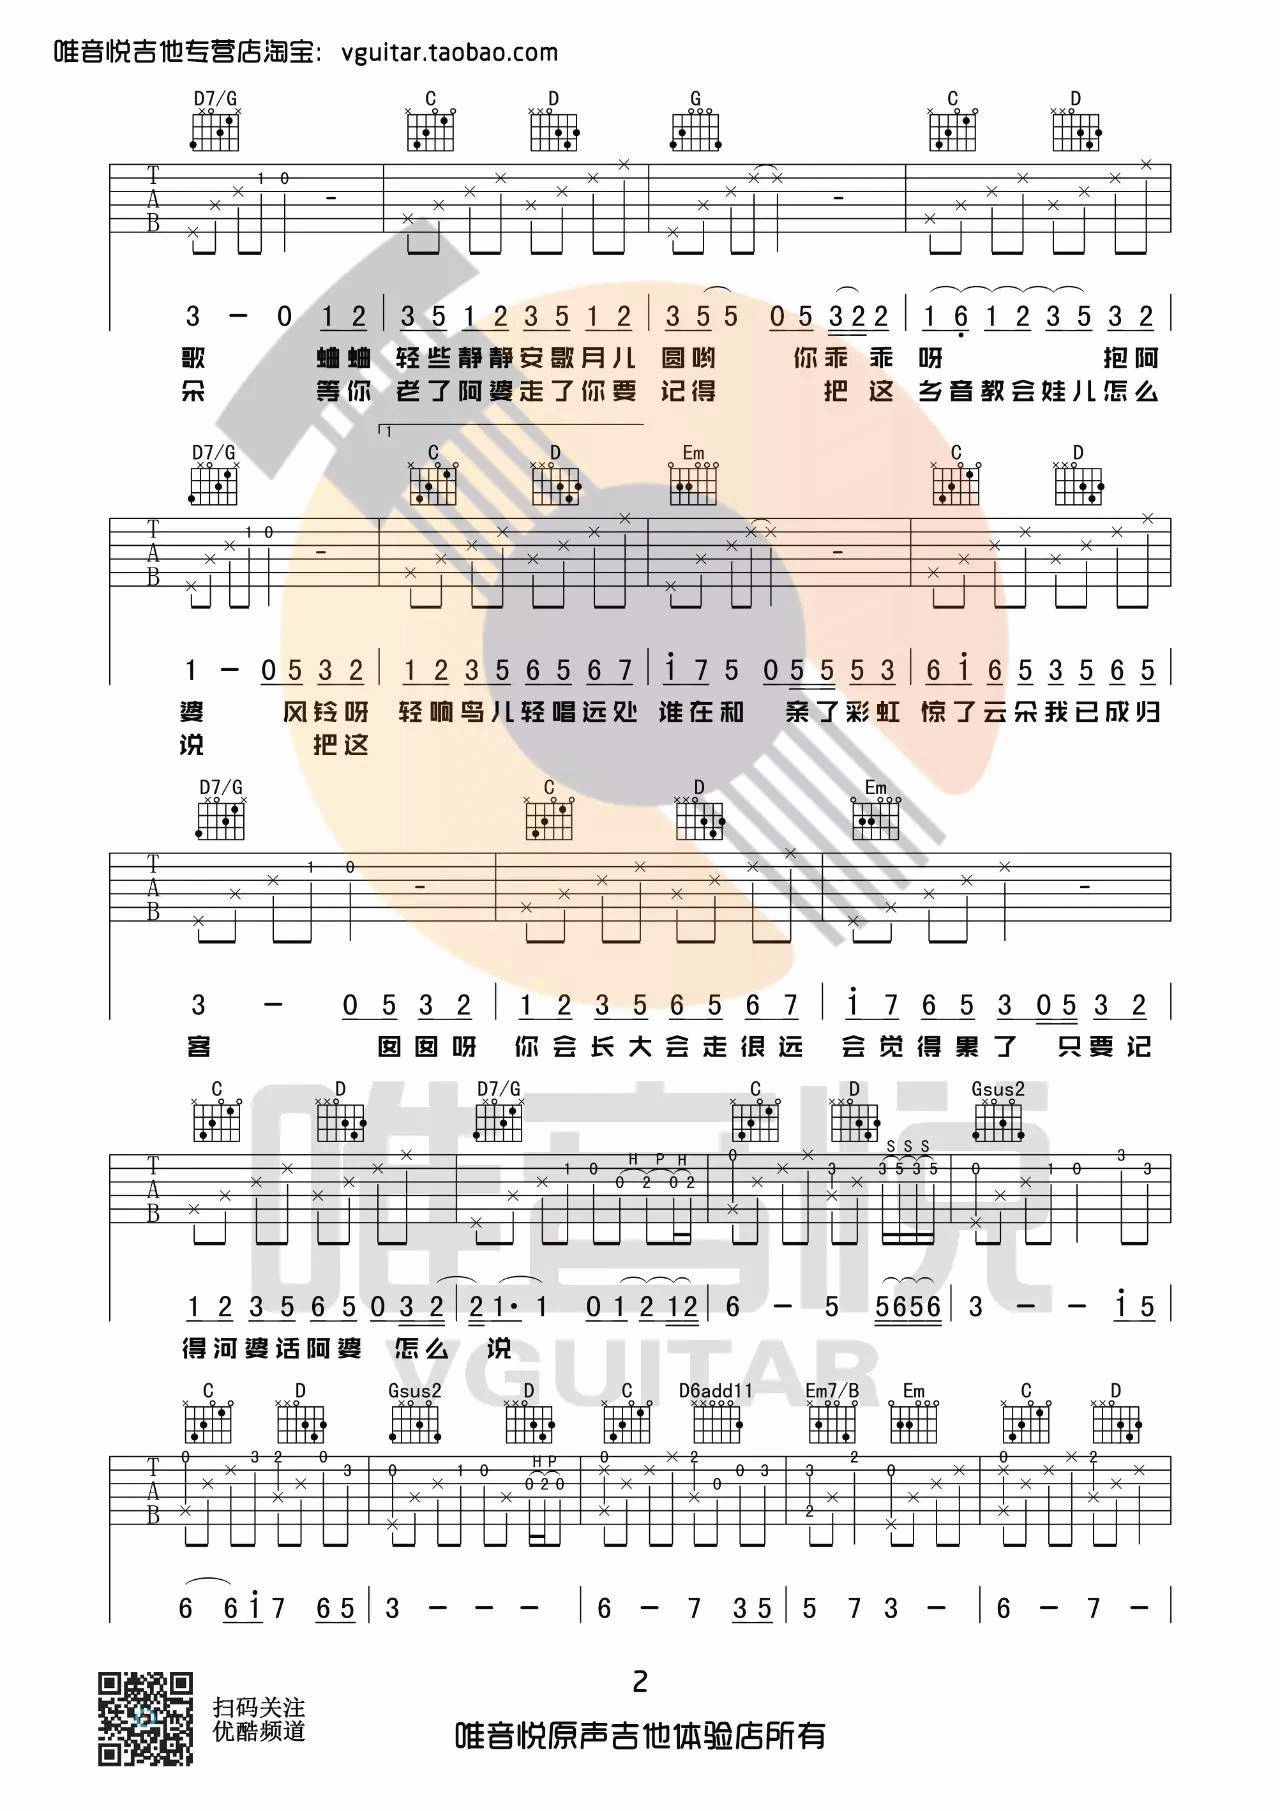 唯音悦吉他专营店淘宝：vguitar.taobao.com
D7/G C D G C D
T
A
B
1 0 -
-
3 - 0 1 2 3 5 1 2 3 5 1 2 3 5 5 0 5 3 2 2 1 6 1 2 3 5 3 2
歌 蛐蛐 轻些静静安歇月儿 圆哟 你乖乖呀 抱阿
朵 等你 老了阿婆走了你要 记得 把这 乡音教会娃儿怎么
1
D7/G C D Em C D
T
A
B
1 0 -
-
1 - 0 5 3 2 1 2 3 5 6 5 6 7 i 7 5 0 5 5 5 3 6 i 6 5 3 5 6 5
婆 风铃呀 轻响鸟儿轻唱远处 谁在和 亲了彩虹 惊了云朵我已成归
说 把这
D7/G C D Em
T
A
B
1 0 -
-
3 - 0 5 3 2 1 2 3 5 6 5 6 7 i 7 6 5 3 0 5 3 2
客 囡囡呀 你会长大会走很远 会觉得累了 只要记
C D D7/G C D Gsus2
T
A
B
H P H
S S S
1 0 0 2 0 2
0 3 3 5 3 5
0 1 0 3 3
1 2 3 5 6 5 0 3 2 2 1· 1 0 1 2 1 2 6 - 5 5 6 5 6 3 - - i 5
得河婆话阿婆 怎么 说
唯音悦
VGUITAR
C D Gsus2 D C D6add11 Em7/B Em C D
T
A
B
0 3 2 0 3
H P
0 1 0 0 2 0
0 2 0 0 3
3 2 2 0
0 2
6 6 i 7 6 5 3 - - - 6 - 7 3 5 5 7 3 - 6 - 7 -
扫码关注
优酷频道
2
唯音悦原声吉他体验店所有